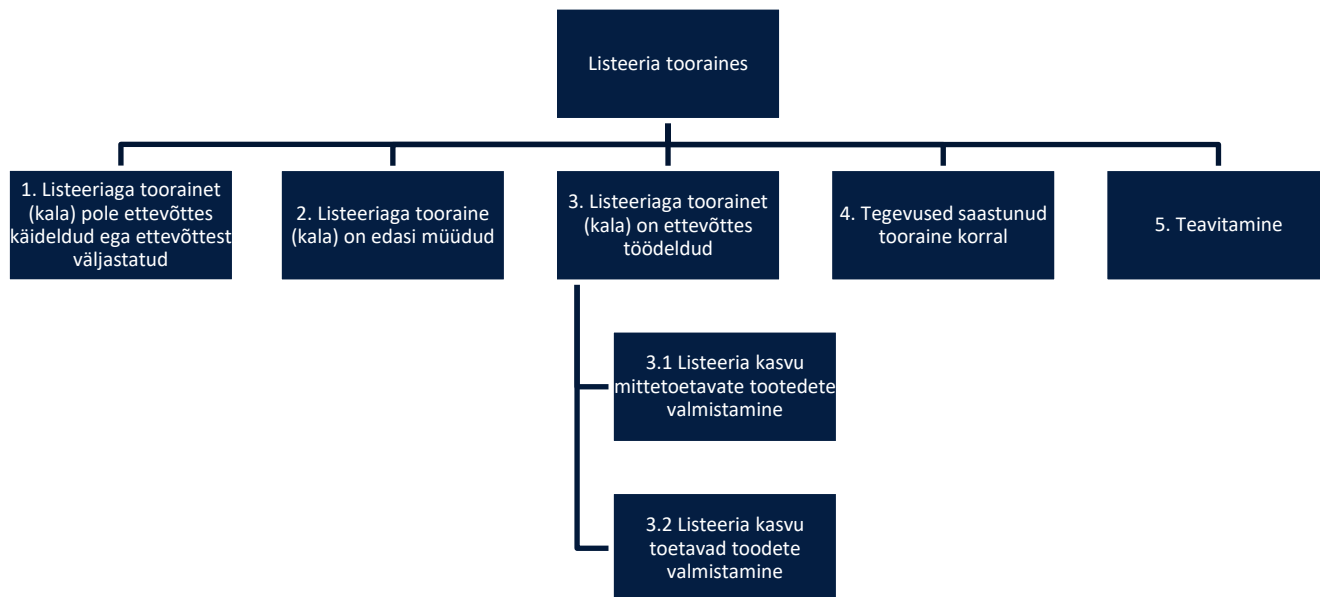 Listeeria tooraines
1. Listeeriaga toorainet
(kala) pole ettevõttes
käideldud ega ettevõttest
väljastatud
2. Listeeriaga tooraine
(kala) on edasi müüdud
3. Listeeriaga toorainet
(kala) on ettevõttes
töödeldud
4. Tegevused saastunud
tooraine korral
5. Teavitamine
3.1 Listeeria kasvu
mittetoetavate tootedete
valmistamine
3.2 Listeeria kasvu
toetavad toodete
valmistamine